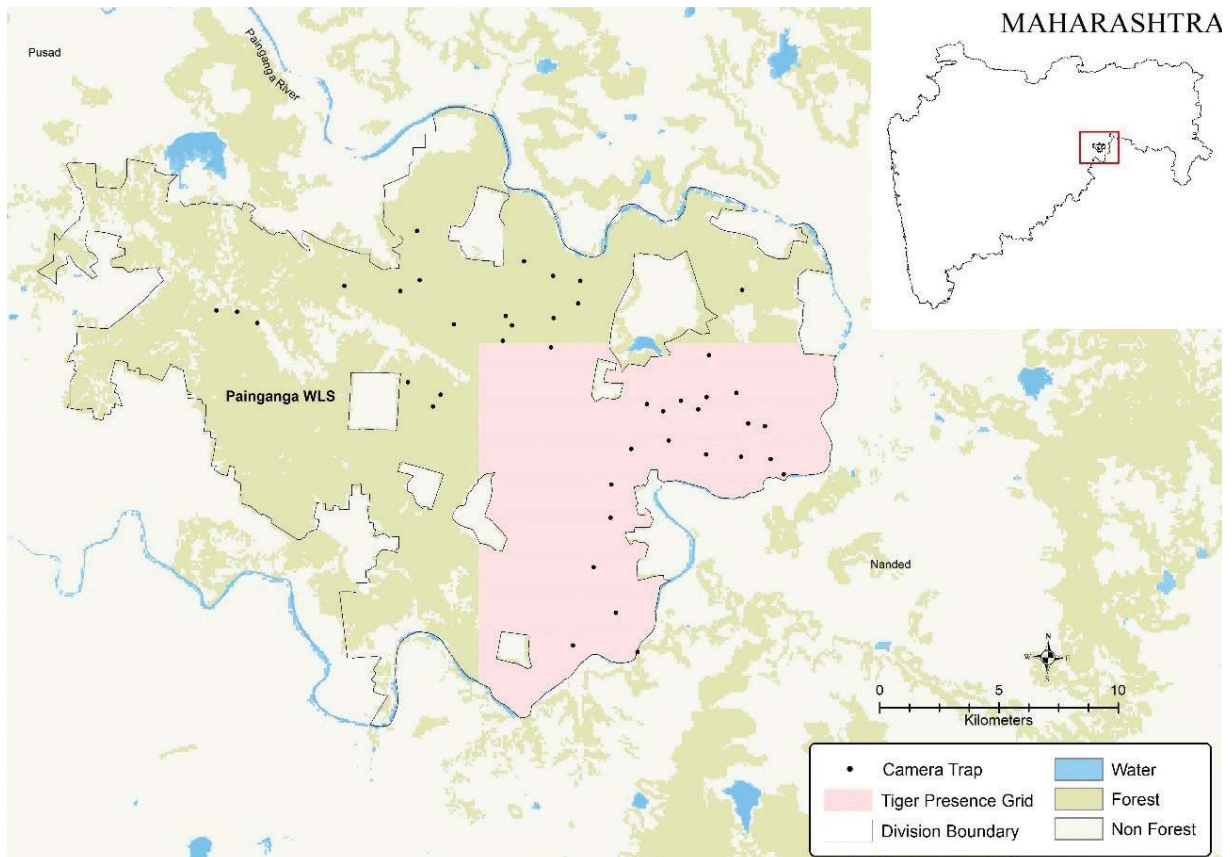 MAHARASHTRA
Pusad
Painganga River
Painganga WLS
Nanded
N
W E
S
0 5 10
Kilometers
Camera Trap
Tiger Presence Grid
Division Boundary
Water
Forest
Non Forest